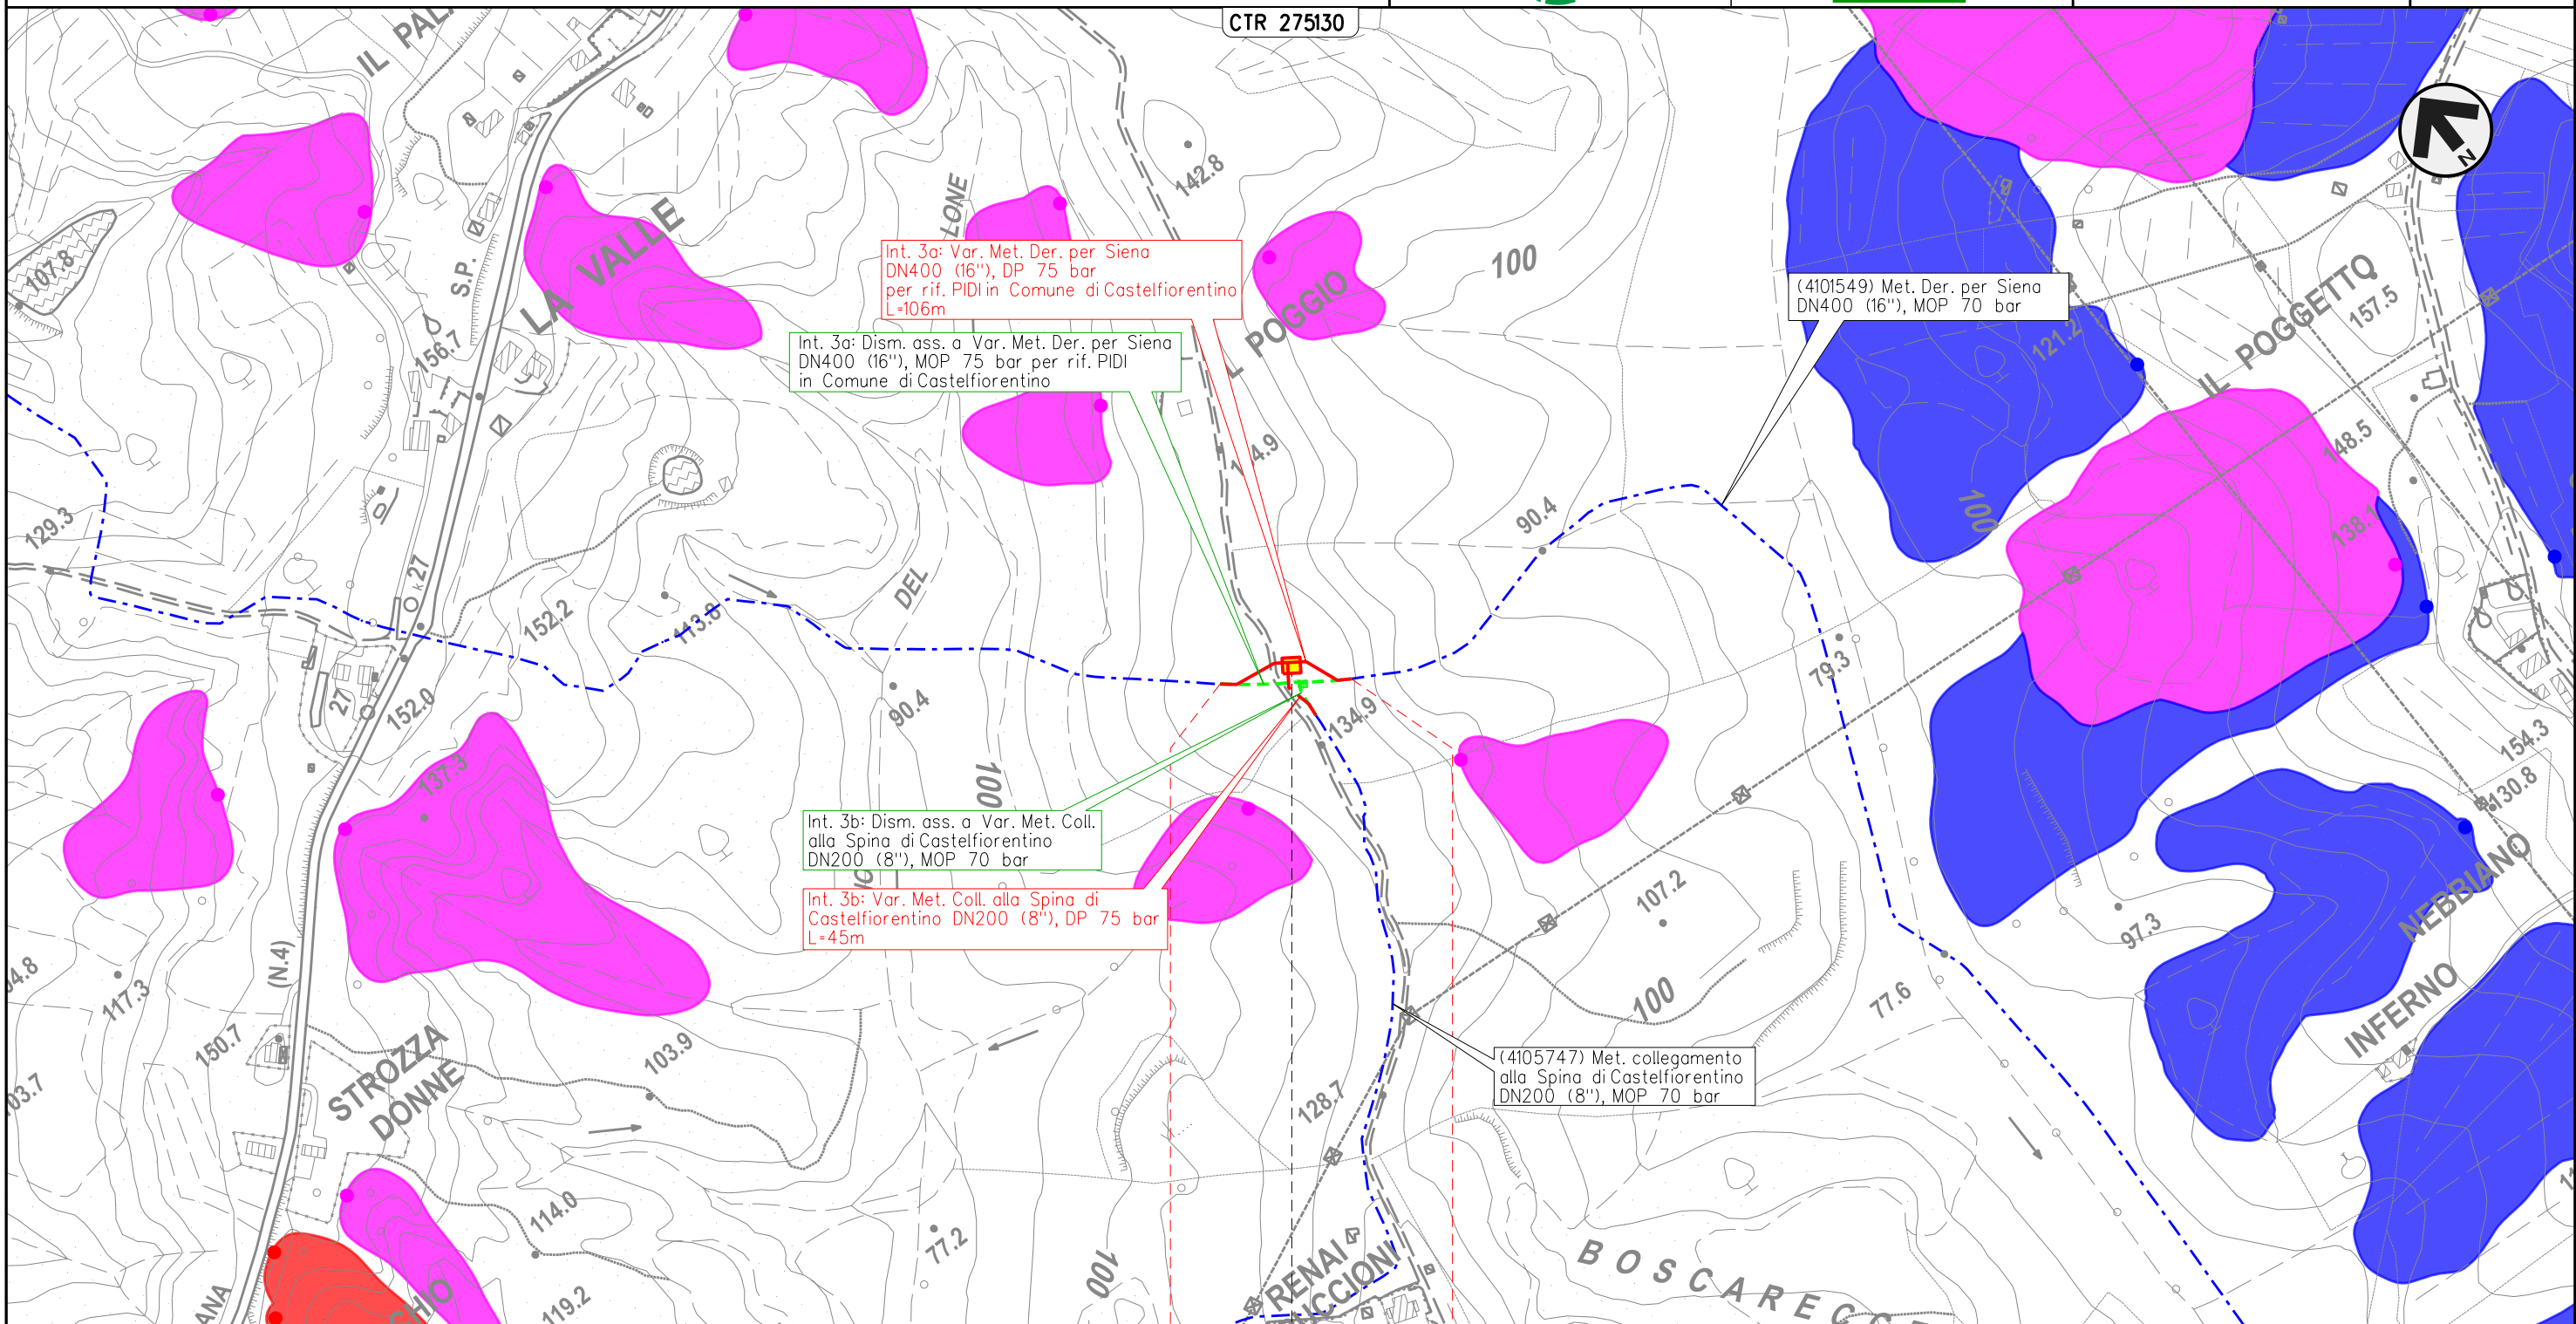 CTR 275130
IL PAL
LONE
142.8
N
107.8
S.P.
LA VALLE
156.7
Int. 3a: Var. Met. Der. per Siena
DN400 (16"), DP 75 bar
per rif. PIDI in Comune di Castelfiorentino
L=106m
POGGIO
100
(4101549) Met. Der. per Siena
DN400 (16"), MOP 70 bar
121.2
IL POGGETTO
157.5
Int. 3a: Dism. ass. a Var. Met. Der. per Siena
DN400 (16"), MOP 75 bar per rif. PIDI
in Comune di Castelfiorentino
148.5
138.1
129.3
90.4
100
k 27
DEL
152.2
113.8
27
152.0
90.4
134.9
79.3
137.3
100
154.3
130.8
Int. 3b: Dism. ass. a Var. Met. Coll.
alla Spina di Castelfiorentino
DN200 (8"), MOP 70 bar
Int. 3b: Var. Met. Coll. alla Spina di
Castelfiorentino DN200 (8"), DP 75 bar
L=45m
107.2
97.3
NEBBIANO
INFERNO
(N.4)
117.3
150.7
103.9
100
77.6
STROZZA
DONNE
(4105747) Met. collegamento
alla Spina di Castelfiorentino
DN200 (8"), MOP 70 bar
128.7
114.0
77.2
100
119.2
RENAI
BOSCAREC